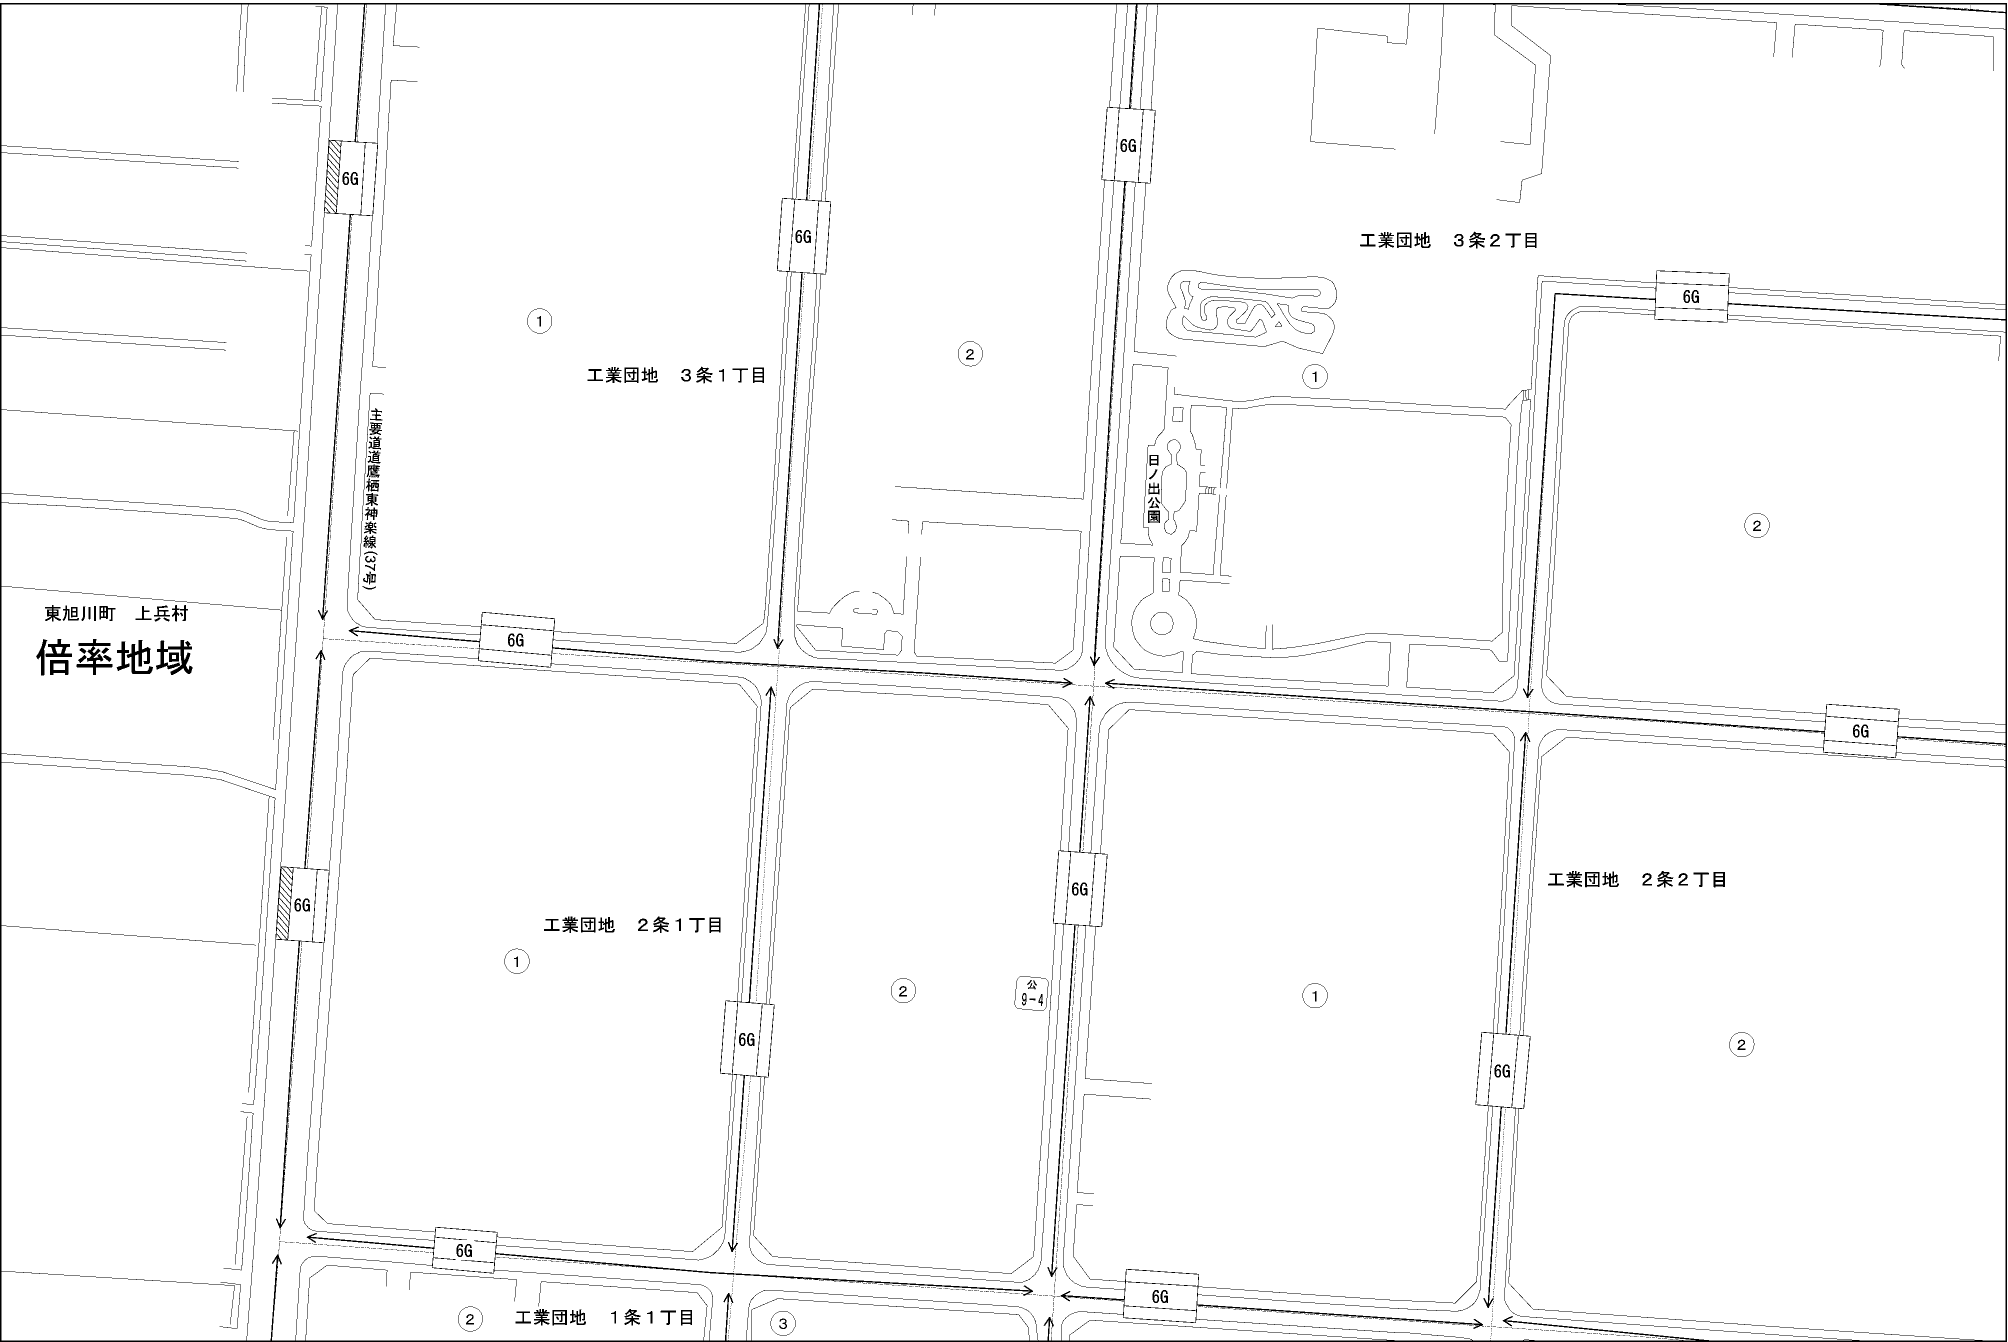 6G
6G
6G
工業団地　３条２丁目
6G
①
②
工業団地　３条１丁目
①
主要道道鷹栖東神楽線(37号)
日ノ出公園
②
東旭川町　上兵村
倍率地域
6G
6G
6G
6G
工業団地　２条２丁目
6G
工業団地　２条１丁目
①
②
公
9-4
①
6G
②
6G
6G
6G
②
工業団地　１条１丁目
③